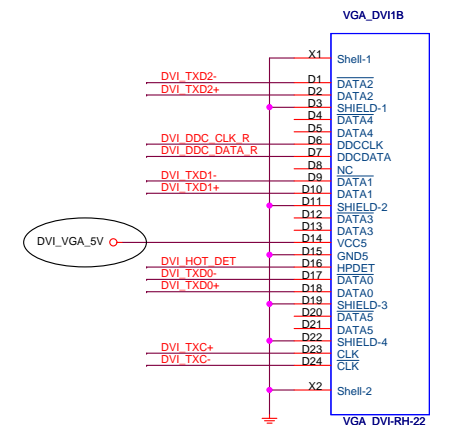 VGA_DVI1B
X1 Shell-1
DVI_TXD2- D1 DATA2
DVI_TXD2+ D2 DATA2
D3 SHIELD-1
D4 DATA4
D5 DATA4
DVI_DDC_CLK_R D6 DDCCLK
DVI_DDC_DATA_R D7 DDCDATA
D8 NC
DVI_TXD1- D9 DATA1
DVI_TXD1+ D10 DATA1
D11 SHIELD-2
D12 DATA3
D13 DATA3
DVI_VGA_5V D14 VCC5
D15 GND5
DVI_HOT_DET D16 HPDET
DVI_TXD0- D17 DATA0
DVI_TXD0+ D18 DATA0
D19 SHIELD-3
D20 DATA5
D21 DATA5
D22 SHIELD-4
DVI_TXC+ D23 CLK
DVI_TXC- D24 CLK
X2 Shell-2
VGA_DVI-RH-22